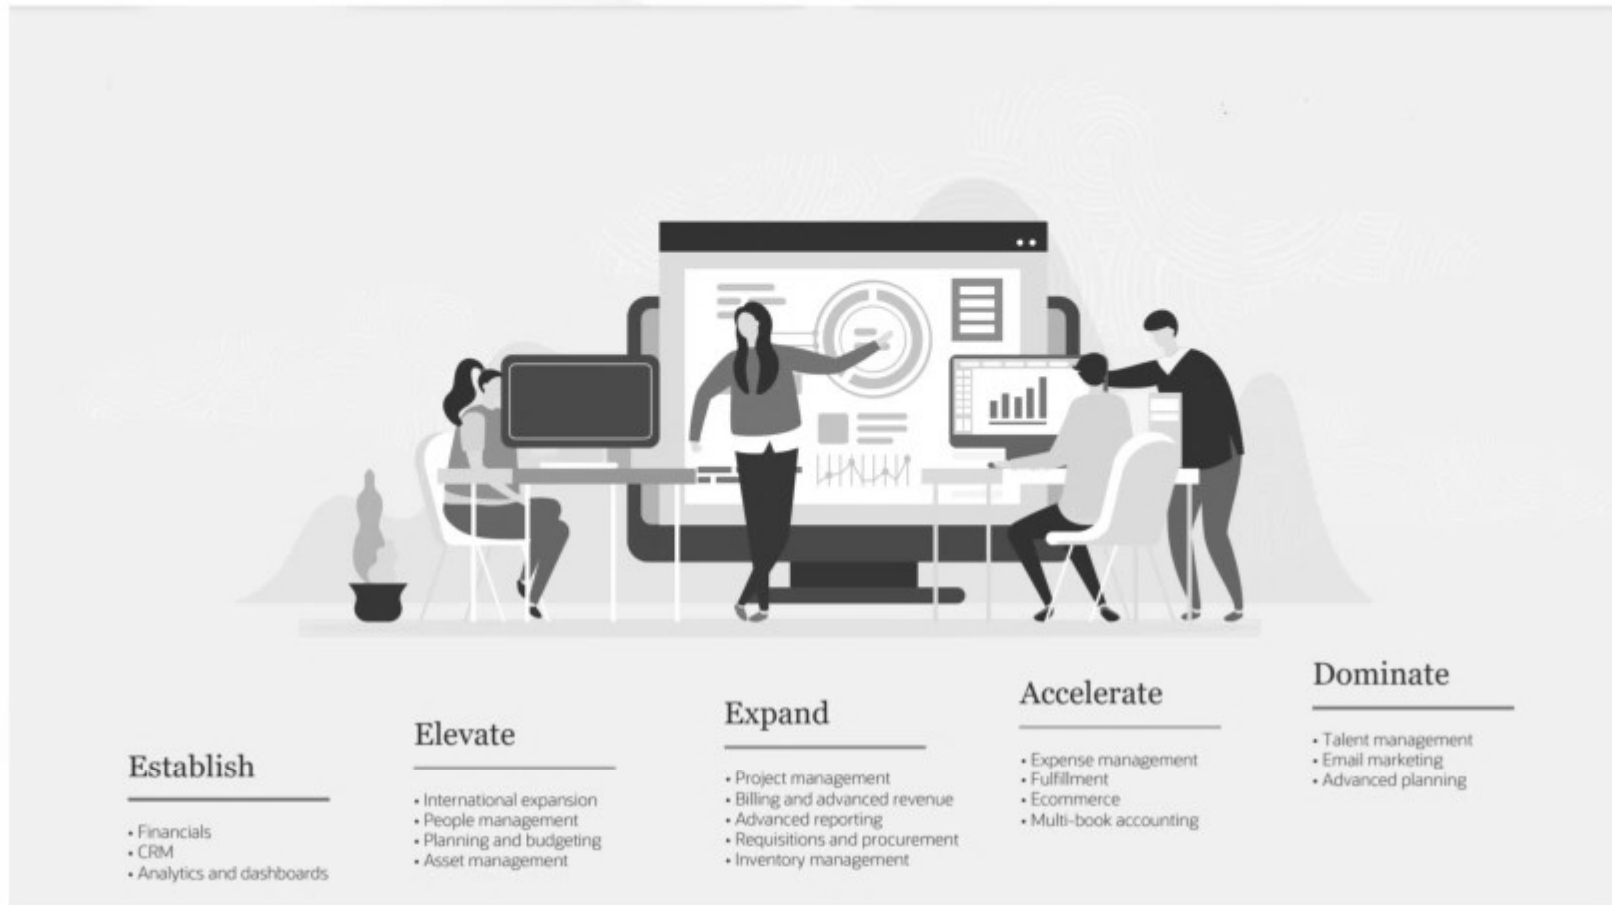 Establish
• Financials
• CRM
• Analytics and dashboards
Elevate
• International expansion
• People management
• Planning and budgeting
• Asset management
Expand
• Project management
• Billing and advanced revenue
• Advanced reporting
• Requisitions and procurement
• Inventory management
Accelerate
• Expense management
• Fulfillment
• Ecommerce
• Multi-book accounting
Dominate
• Talent management
• Email marketing
• Advanced planning